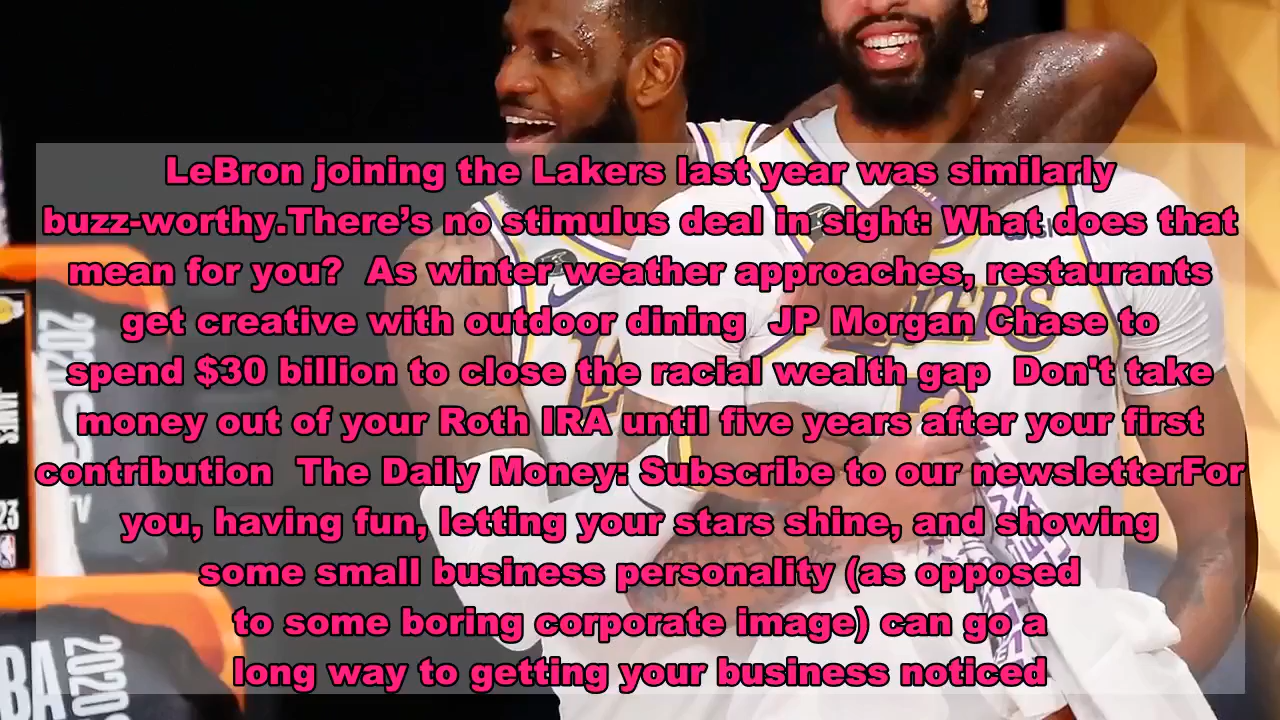 LeBron joining the Lakers last year was similarly
buzz-worthy.There’s no stimulus deal in sight: What does that
mean for you?  As winter weather approaches, restaurants
get creative with outdoor dining  JP Morgan Chase to
spend $30 billion to close the racial wealth gap  Don't take
money out of your Roth IRA until five years after your first
contribution  The Daily Money: Subscribe to our newsletterFor
you, having fun, letting your stars shine, and showing
some small business personality (as opposed
to some boring corporate image) can go a
long way to getting your business noticed
2020
TV
23
BA
2020